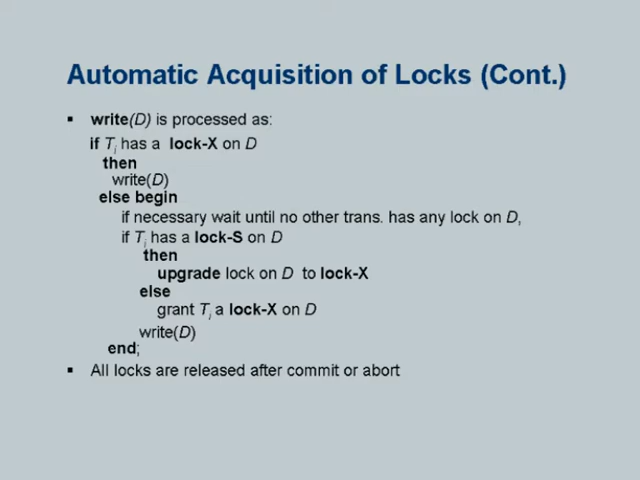 Automatic Acquisition of Locks (Cont.)
▪ write(D) is processed as:
if Ti has a lock-X on D
then
write(D)
else begin
if necessary wait until no other trans. has any lock on D,
if Ti has a lock-S on D
then
upgrade lock on D to lock-X
else
grant Ti a lock-X on D
write(D)
end;
▪ All locks are released after commit or abort